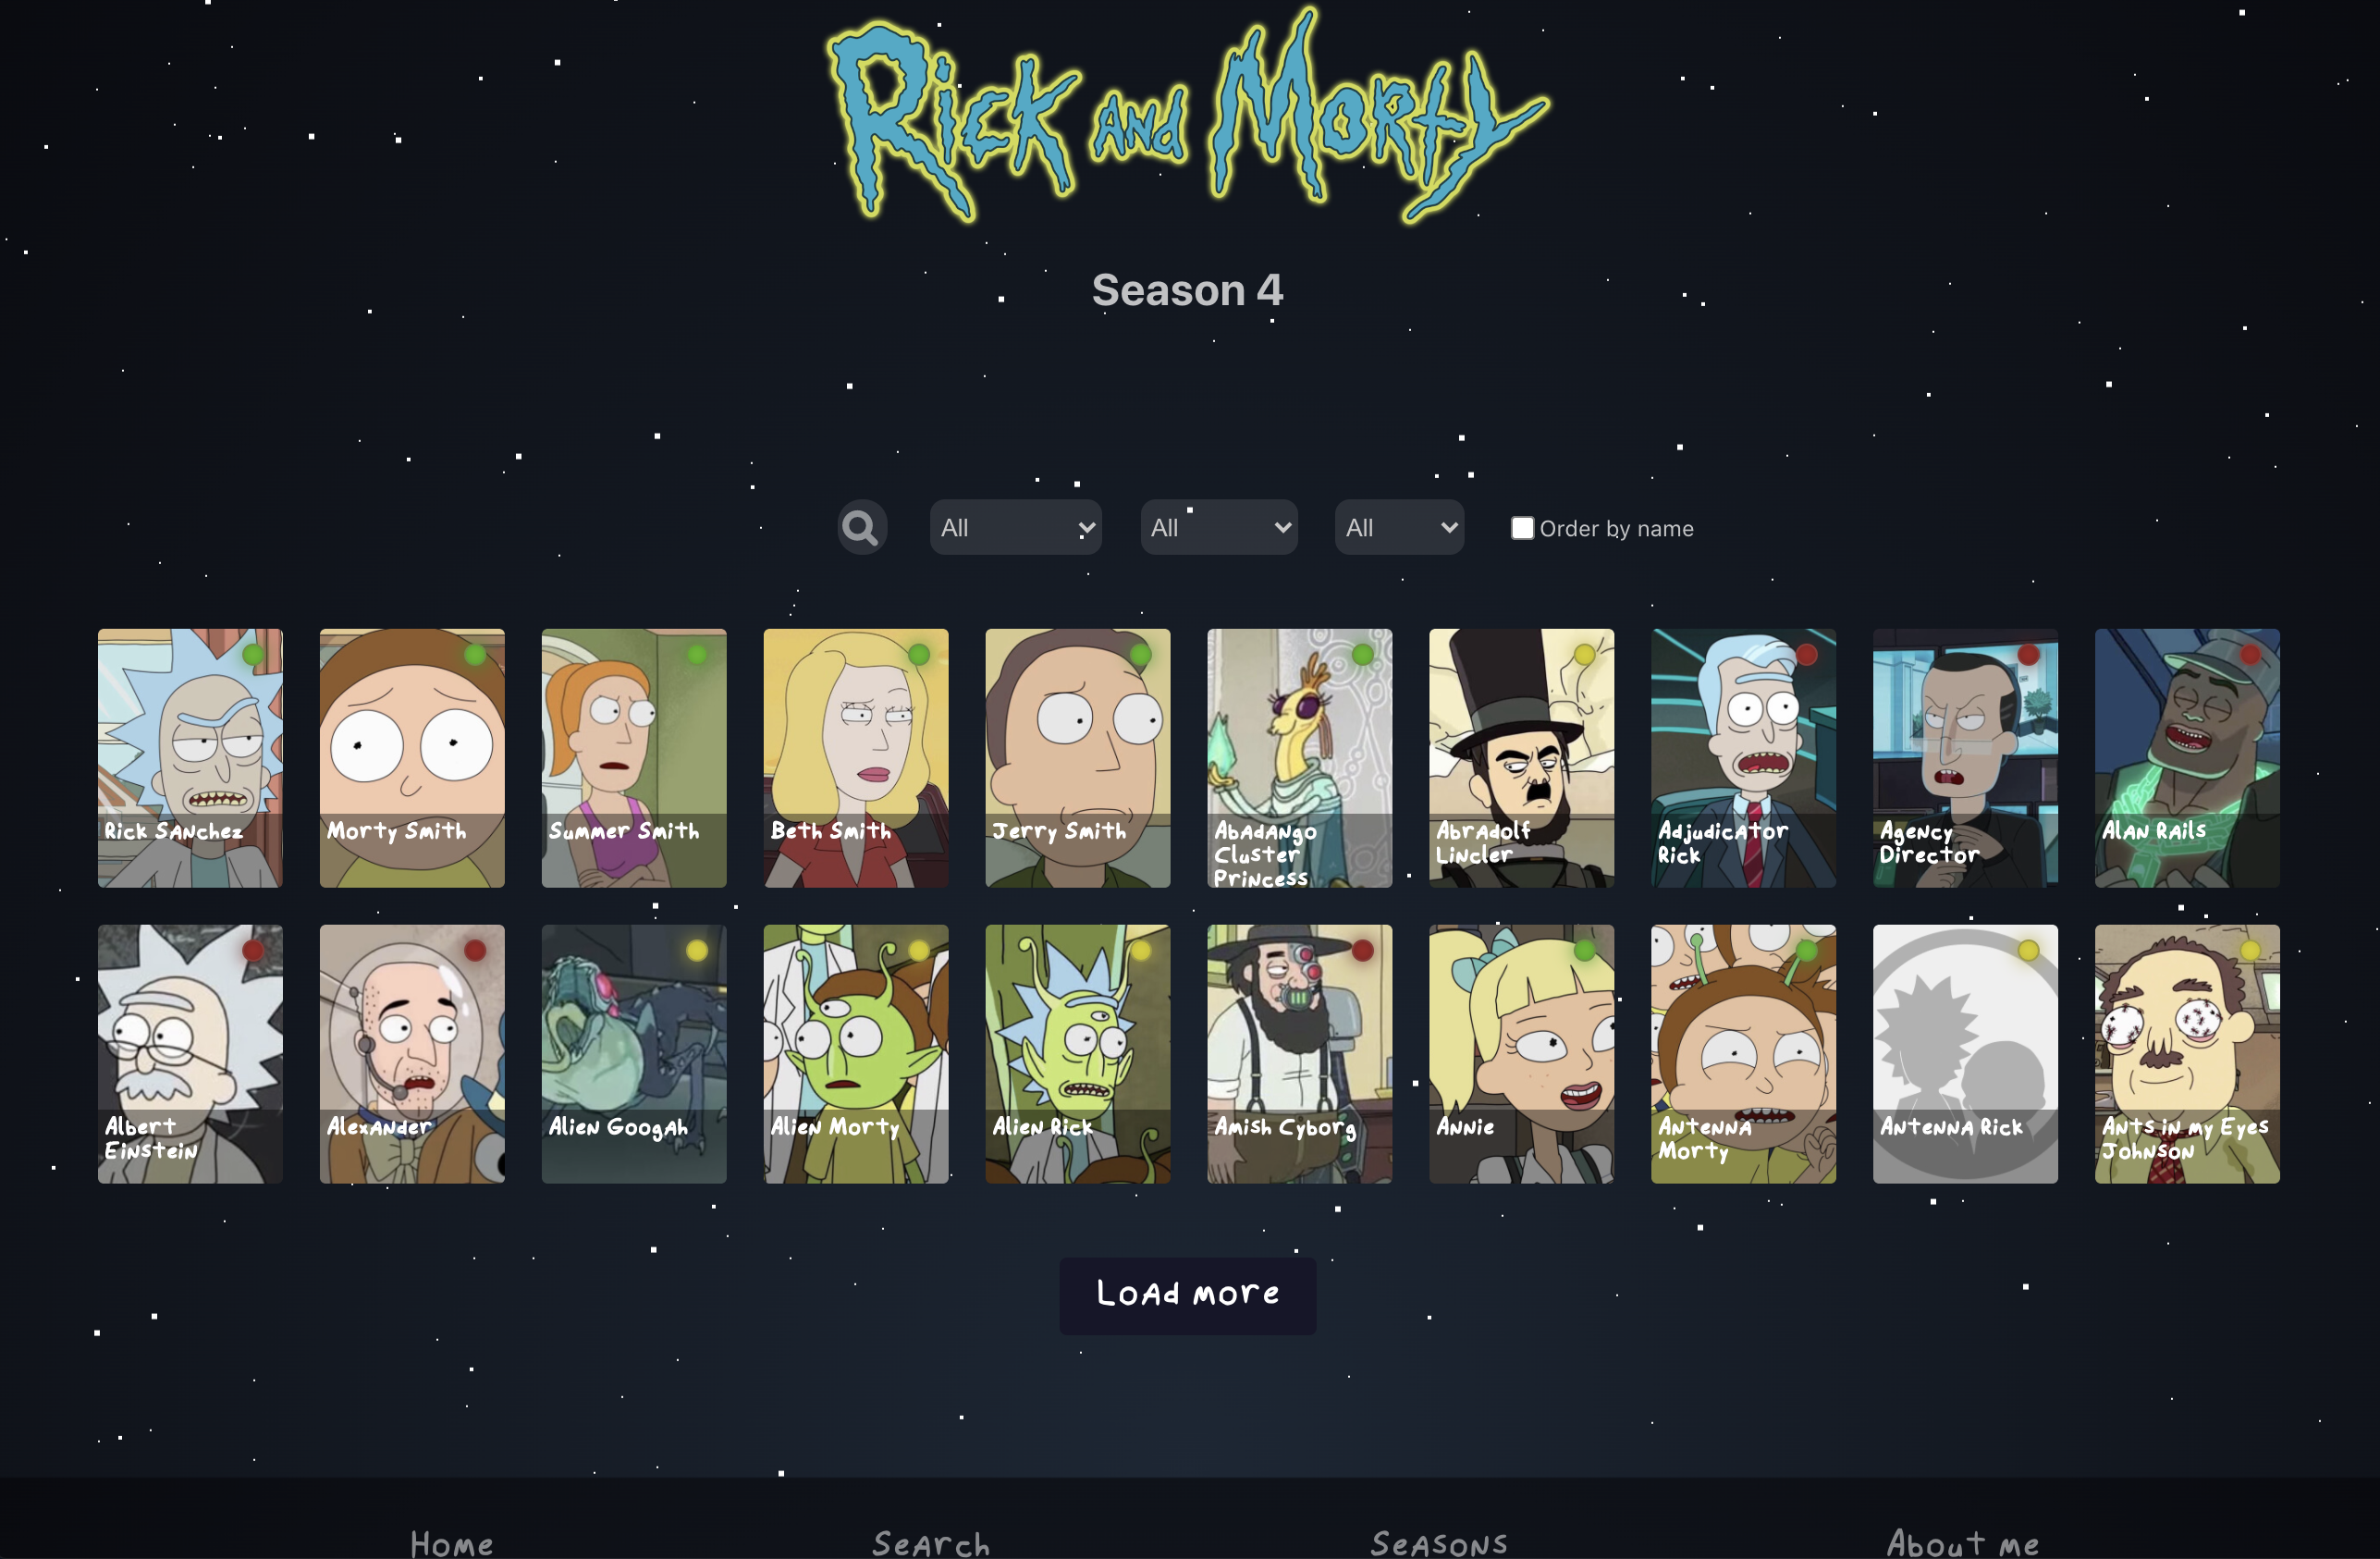 Rick and Morty
Season 4
All
All
All
Order by name
Rick Sanchez
Morty Smith
Summer Smith
Beth Smith
Jerry Smith
Abadango
Cluster
Princess
Abradolf
Lincler
Adjudicator
Rick
Agency
Director
Alan Rails
Albert
Einstein
Alexander
Alien Googah
Alien Morty
Alien Rick
Amish Cyborg
Annie
Antenna
Morty
Antenna Rick
Ants in my Eyes
Johnson
Load more
Home
Search
Seasons
About me